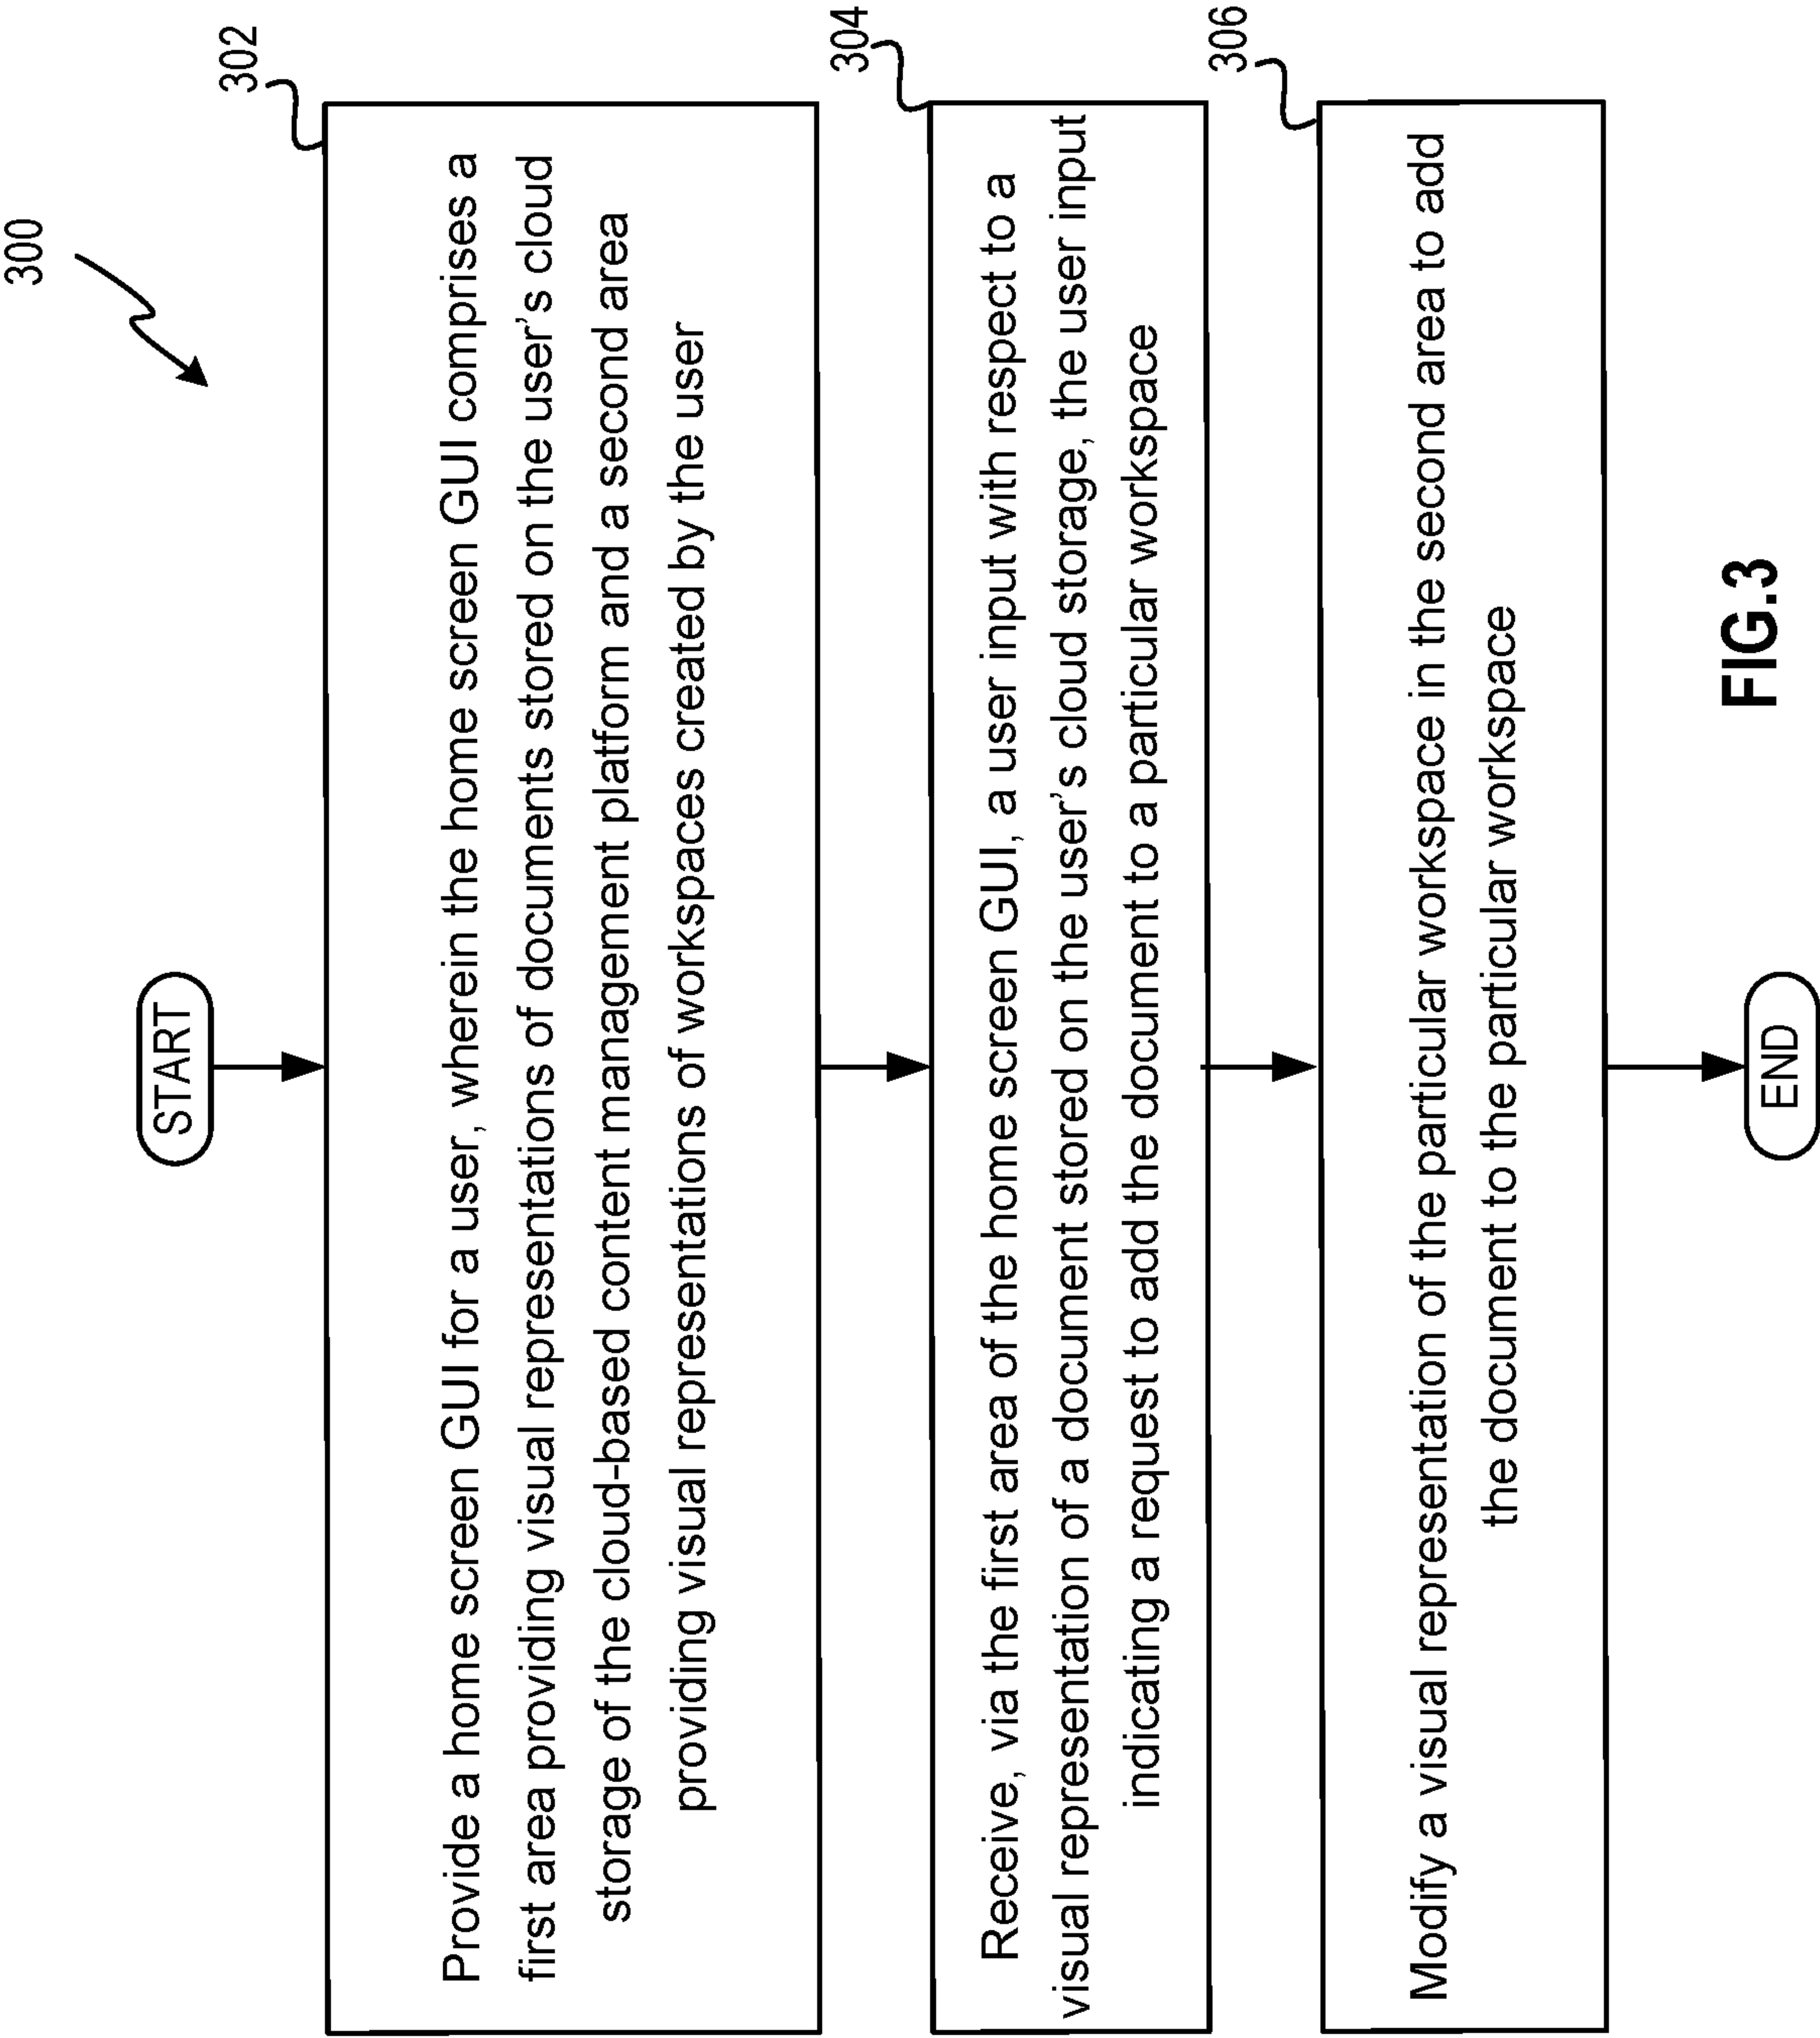 300
START
302
Provide a home screen GUI for a user, wherein the home screen GUI comprises a
first area providing visual representations of documents stored on the user's cloud
storage of the cloud-based content management platform and a second area
providing visual representations of workspaces created by the user
304
Receive, via the first area of the home screen GUI, a user input with respect to a
visual representation of a document stored on the user's cloud storage, the user input
indicating a request to add the document to a particular workspace
306
Modify a visual representation of the particular workspace in the second area to add
the document to the particular workspace
END
FIG.3